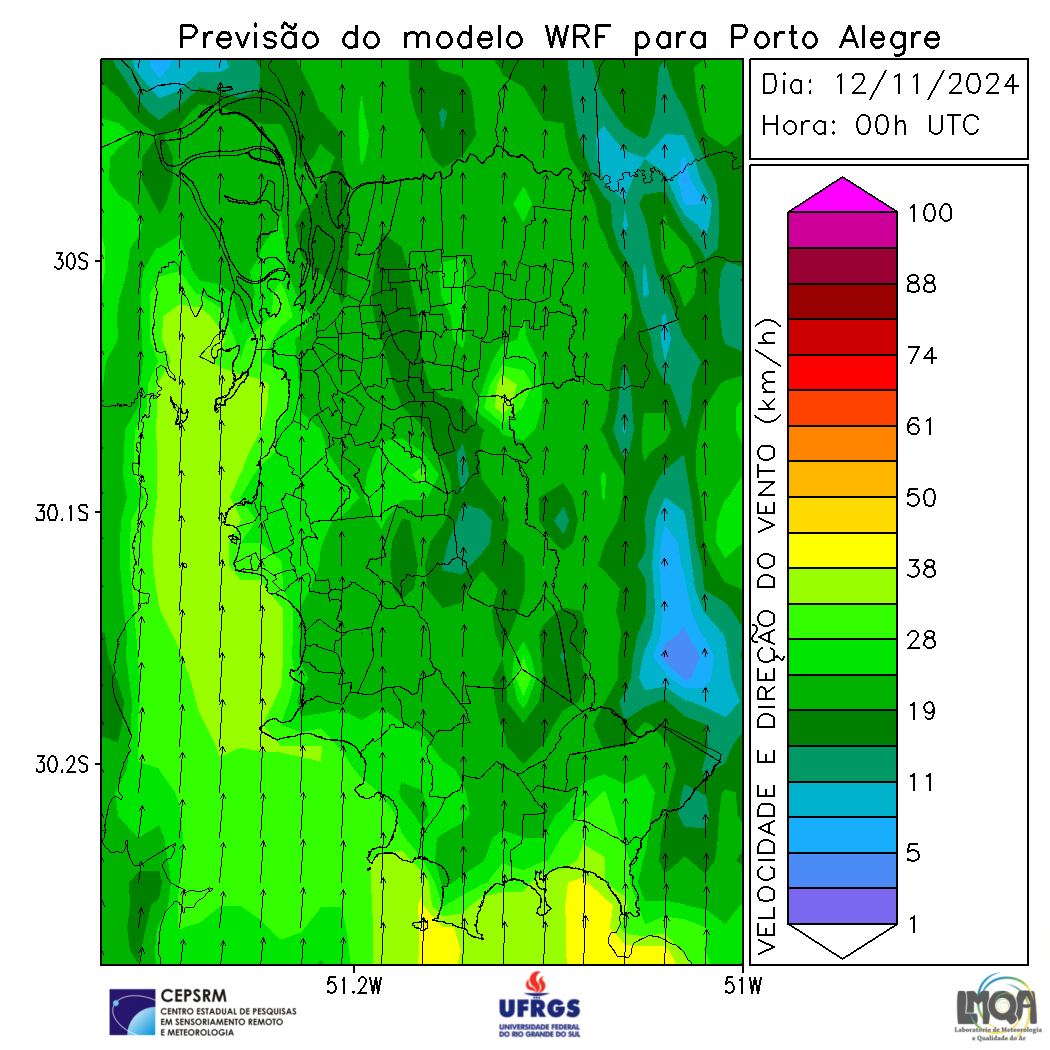 Previsão do modelo WRF para Porto Alegre
Dia: 12/11/2024
Hora: 00h UTC
30S
30.1S
30.2S
51.2W
51W
VELOCIDADE E DIREÇÃO DO VENTO (km/h)
100
88
74
61
50
38
28
19
11
5
1
CEPSRM
CENTRO ESTADUAL DE PESQUISAS
EM SENSORIAMENTO REMOTO
E METEOROLOGIA
UFRGS
UNIVERSIDADE FEDERAL
DO RIO GRANDE DO SUL
LMQA
Laboratório de Meteorologia
e Qualidade do Ar